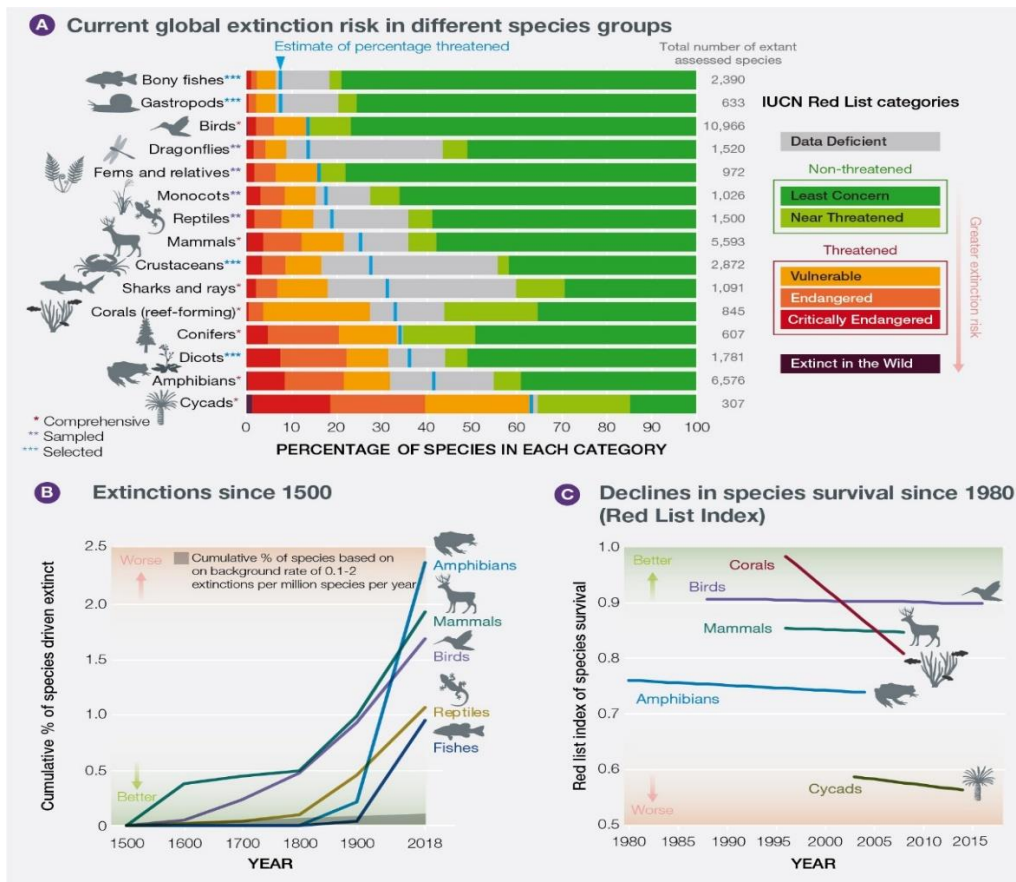 A Current global extinction risk in different species groups
Estimate of percentage threatened
Total number of extant
assessed species
Bony fishes*** 2,390
Gastropods*** 633
Birds* 10,966
Dragonflies** 1,520
Ferns and relatives** 972
Monocots** 1,026
Reptiles** 1,500
Mammals* 5,593
Crustaceans*** 2,872
Sharks and rays* 1,091
Corals (reef-forming)* 845
Conifers* 607
Dicots*** 1,781
Amphibians* 6,576
Cycads* 307
0 10 20 30 40 50 60 70 80 90 100
PERCENTAGE OF SPECIES IN EACH CATEGORY
* Comprehensive
** Sampled
*** Selected
IUCN Red List categories
Data Deficient
Non-threatened
Least Concern
Near Threatened
Threatened
Vulnerable
Endangered
Critically Endangered
Extinct in the Wild
Greater extinction risk
B Extinctions since 1500
Cumulative % of species driven extinct
2.5
2.0
1.5
1.0
0.5
0
Worse
Cumulative % of species based on
on background rate of 0.1-2
extinctions per million species per year
Amphibians
Mammals
Birds
Reptiles
Fishes
Better
1500 1600 1700 1800 1900 2018
YEAR
C Declines in species survival since 1980
(Red List Index)
Red list index of species survival
1.0
0.9
0.8
0.7
0.6
0.5
Better
Corals
Birds
Mammals
Amphibians
Cycads
Worse
1980 1985 1990 1995 2000 2005 2010 2015
YEAR